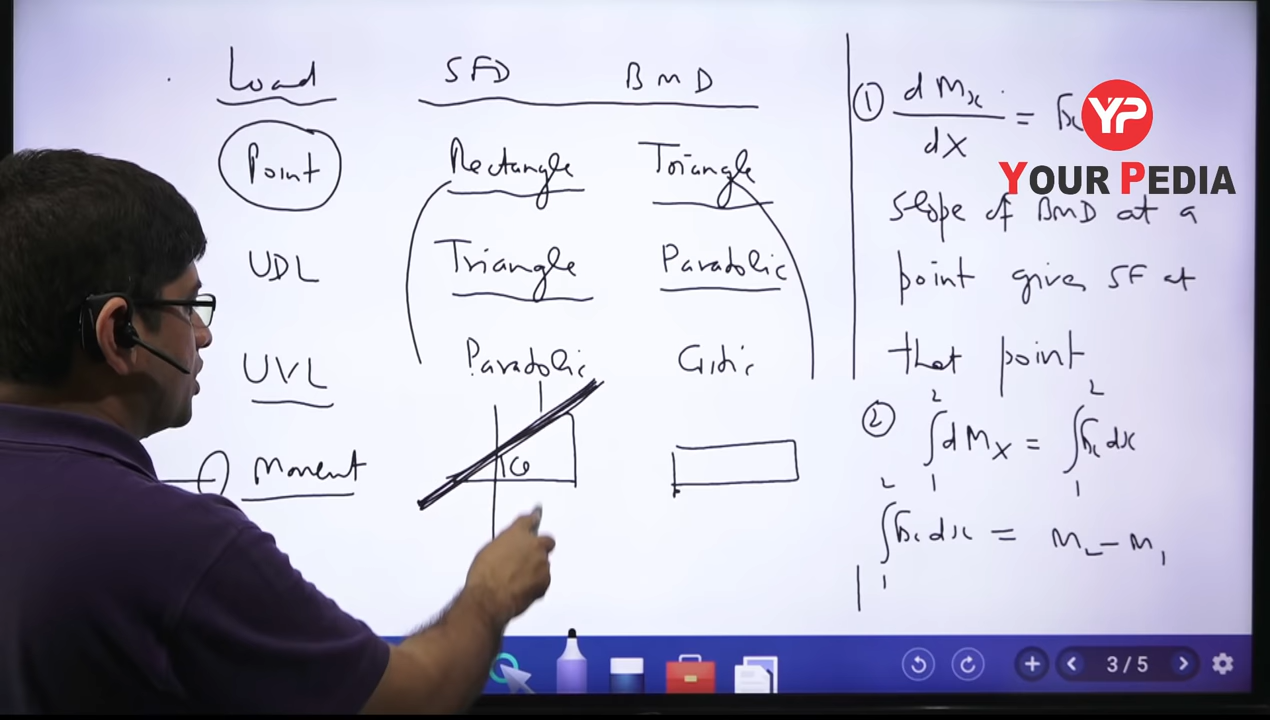 Load SFD BMD
Point Rectangle Triangle
UDL Triangle Parabolic
UVL Parabolic Cubic
Moment
① dMx/dX = Fx
slope of BMD at a
point gives SF at
that point
② ∫₁² dMx = ∫₁² Fx dx
∫₁² Fx dx = M₂ - M₁
YP
YOUR PEDIA
3/5